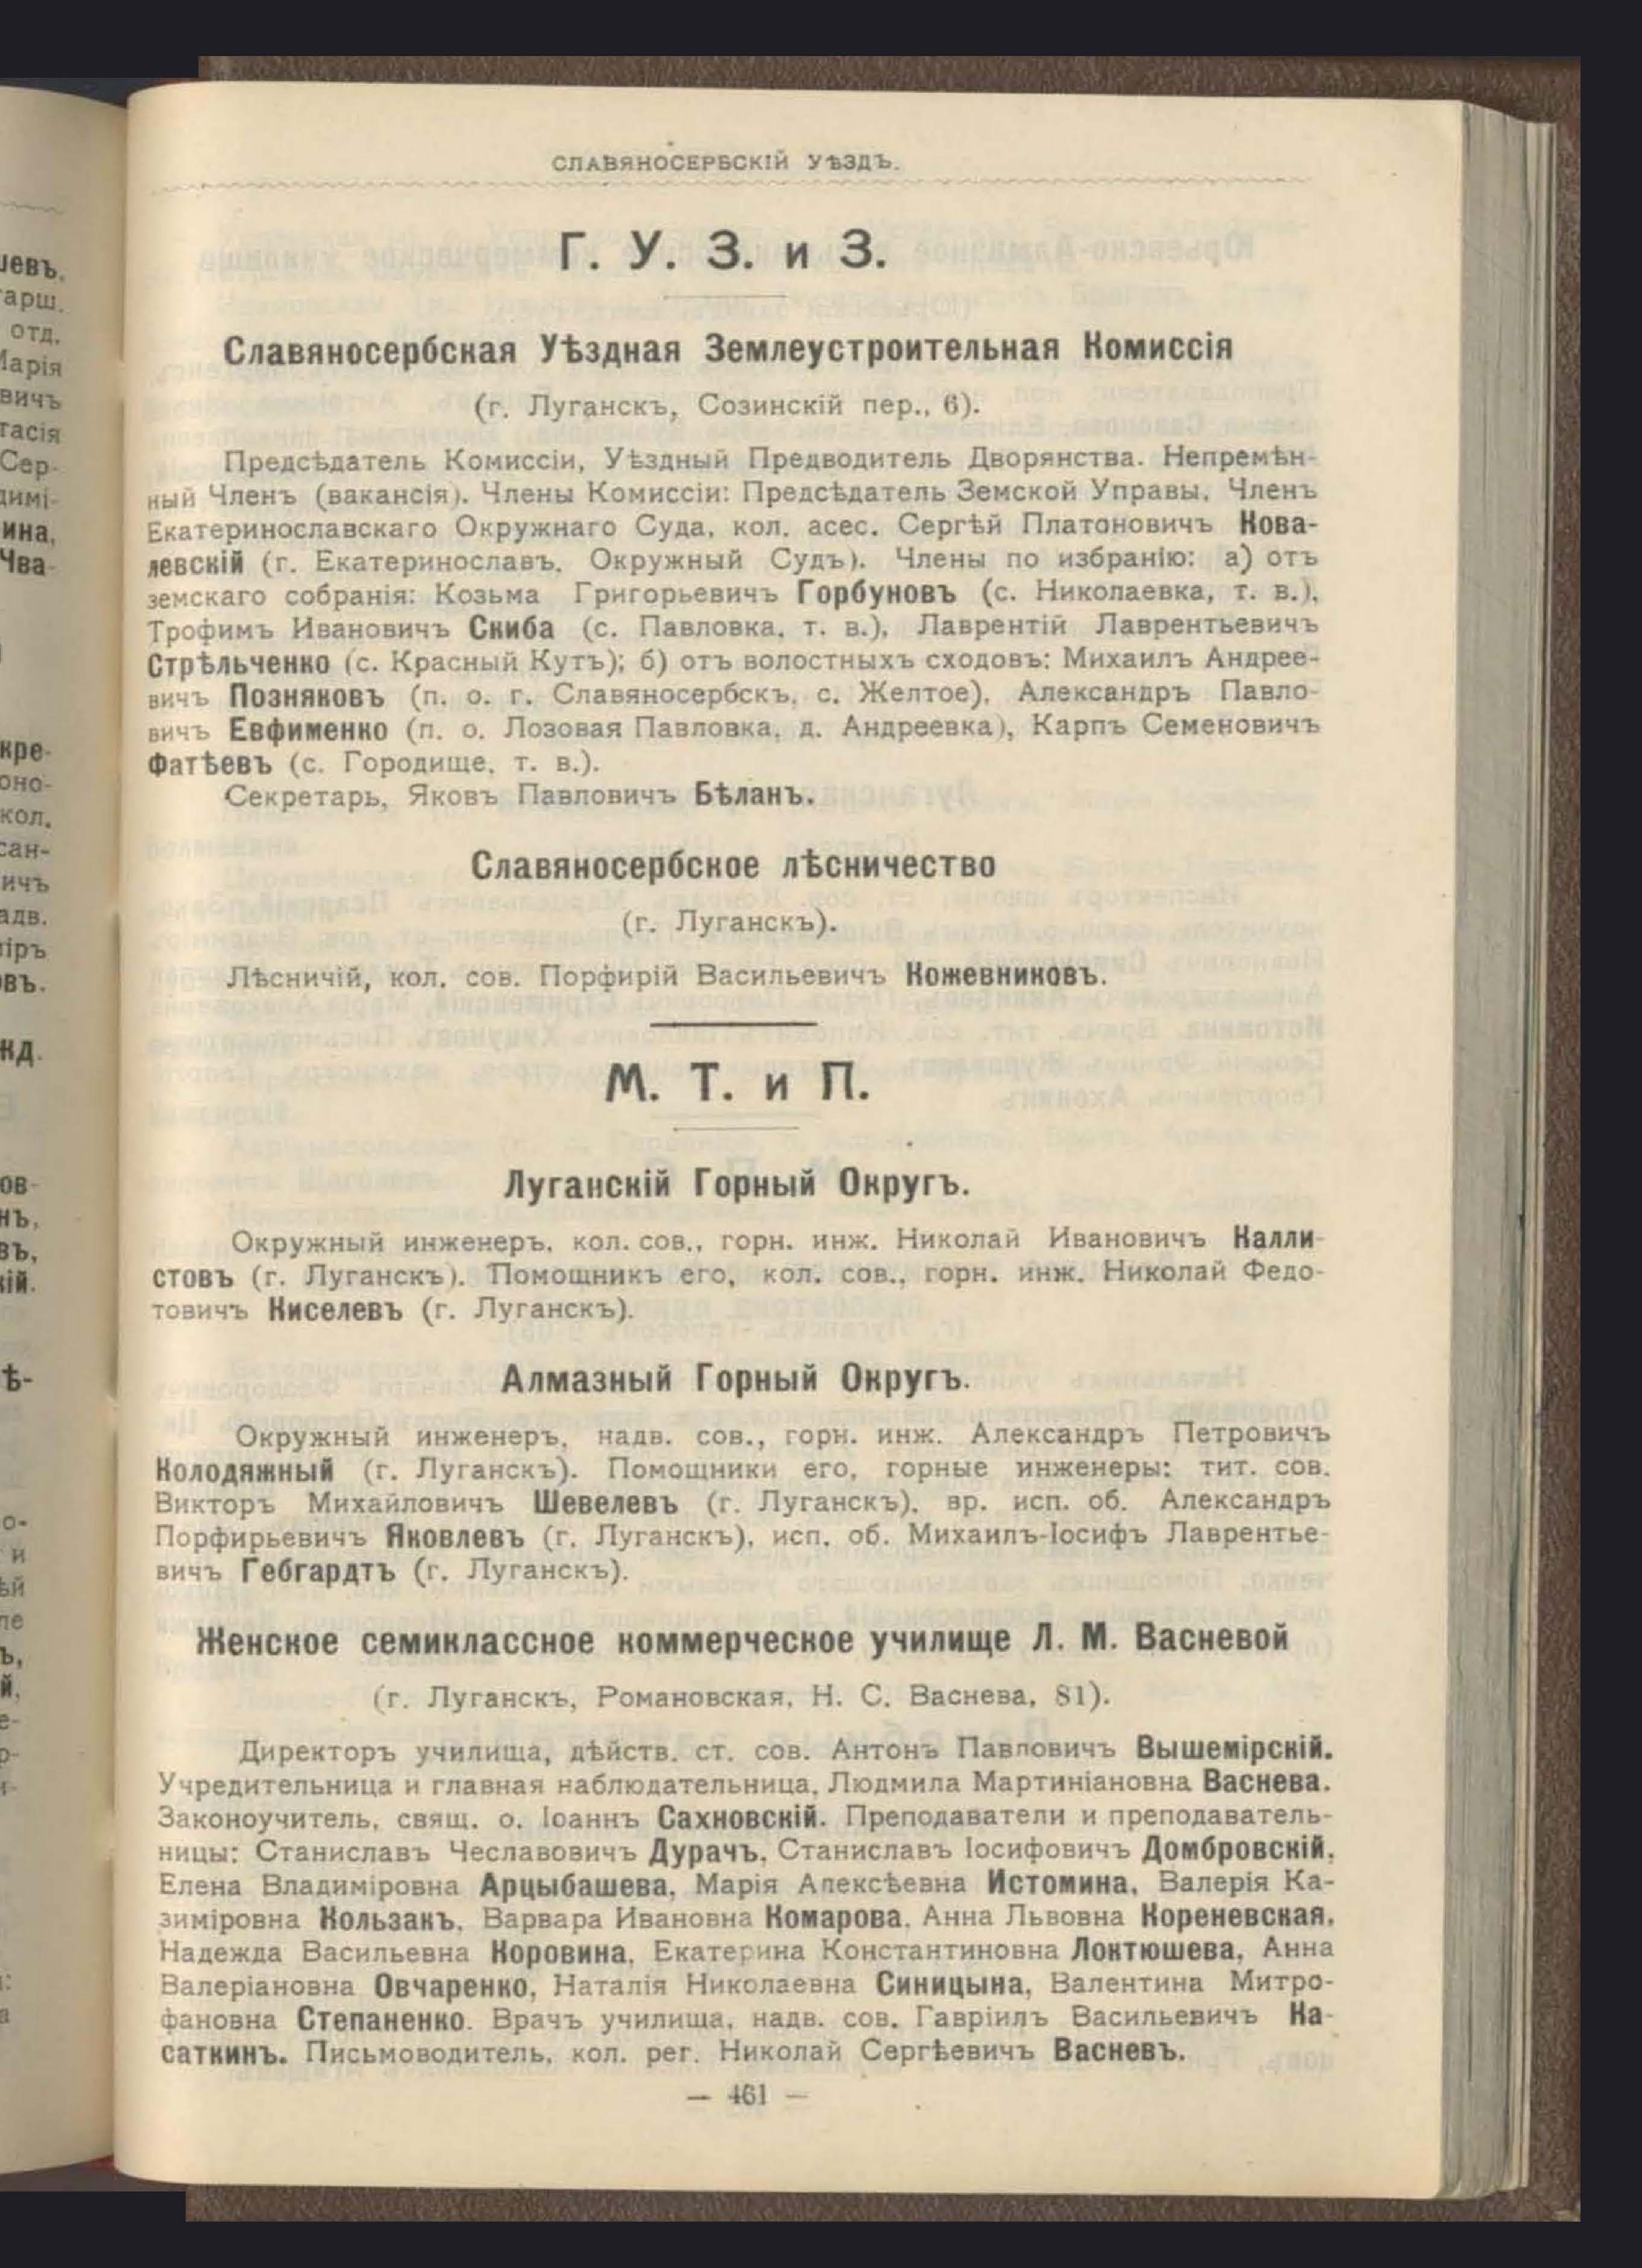 СЛАВЯНОСЕРБСКІЙ УѢЗДЪ.
Г. У. З. и З.
Славяносербская Уѣздная Землеустроительная Комиссія
(г. Луганскъ, Созинскій пер., 6).
Предсѣдатель Комиссіи, Уѣздный Предводитель Дворянства. Непремѣн-
ный Членъ (вакансія). Члены Комиссіи: Предсѣдатель Земской Управы, Членъ
Екатеринославскаго Окружнаго Суда, кол. асес. Сергѣй Платоновичъ Кова-
левскій (г. Екатеринославъ, Окружный Судъ). Члены по избранію: а) отъ
земскаго собранія: Козьма Григорьевичъ Горбуновъ (с. Николаевка, т. в.),
Трофимъ Ивановичъ Скиба (с. Павловка, т. в.), Лаврентій Лаврентьевичъ
Стрѣльченко (с. Красный Кутъ); б) отъ волостныхъ сходовъ: Михаилъ Андрее-
вичъ Позняковъ (п. о. г. Славяносербскъ, с. Желтое), Александръ Павло-
вичъ Евфименко (п. о. Лозовая Павловка, д. Андреевка), Карпъ Семеновичъ
Фатѣевъ (с. Городище, т. в.).
Секретарь, Яковъ Павловичъ Бѣланъ.
Славяносербское лѣсничество
(г. Луганскъ).
Лѣсничій, кол. сов. Порфирій Васильевичъ Кожевниковъ.
М. Т. и П.
Луганскій Горный Округъ.
Окружный инженеръ, кол. сов., горн. инж. Николай Ивановичъ Калли-
стовъ (г. Луганскъ). Помощникъ его, кол. сов., горн. инж. Николай Федо-
товичъ Киселевъ (г. Луганскъ).
Алмазный Горный Округъ.
Окружный инженеръ, надв. сов., горн. инж. Александръ Петровичъ
Колодяжный (г. Луганскъ). Помощники его, горные инженеры: тит. сов.
Викторъ Михайловичъ Шевелевъ (г. Луганскъ), вр. исп. об. Александръ
Порфирьевичъ Яковлевъ (г. Луганскъ), исп. об. Михаилъ-Іосифъ Лаврентье-
вичъ Гебгардтъ (г. Луганскъ).
Женское семиклассное коммерческое училище Л. М. Васневой
(г. Луганскъ, Романовская, Н. С. Васнева, 81).
Директоръ училища, дѣйств. ст. сов. Антонъ Павловичъ Вышемірскій.
Учредительница и главная наблюдательница, Людмила Мартиніановна Васнева.
Законоучитель, свящ. о. Іоаннъ Сахновскій. Преподаватели и преподаватель-
ницы: Станиславъ Чеславовичъ Дурачъ, Станиславъ Іосифовичъ Домбровскій,
Елена Владиміровна Арцыбашева, Марія Алексѣевна Истомина, Валерія Ка-
зиміровна Кользакъ, Варвара Ивановна Комарова, Анна Львовна Кореневская,
Надежда Васильевна Коровина, Екатерина Константиновна Локтюшева, Анна
Валеріановна Овчаренко, Наталія Николаевна Синицына, Валентина Митро-
фановна Степаненко. Врачъ училища, надв. сов. Гавріилъ Васильевичъ Ка-
саткинъ. Письмоводитель, кол. рег. Николай Сергѣевичъ Васневъ.
— 461 —